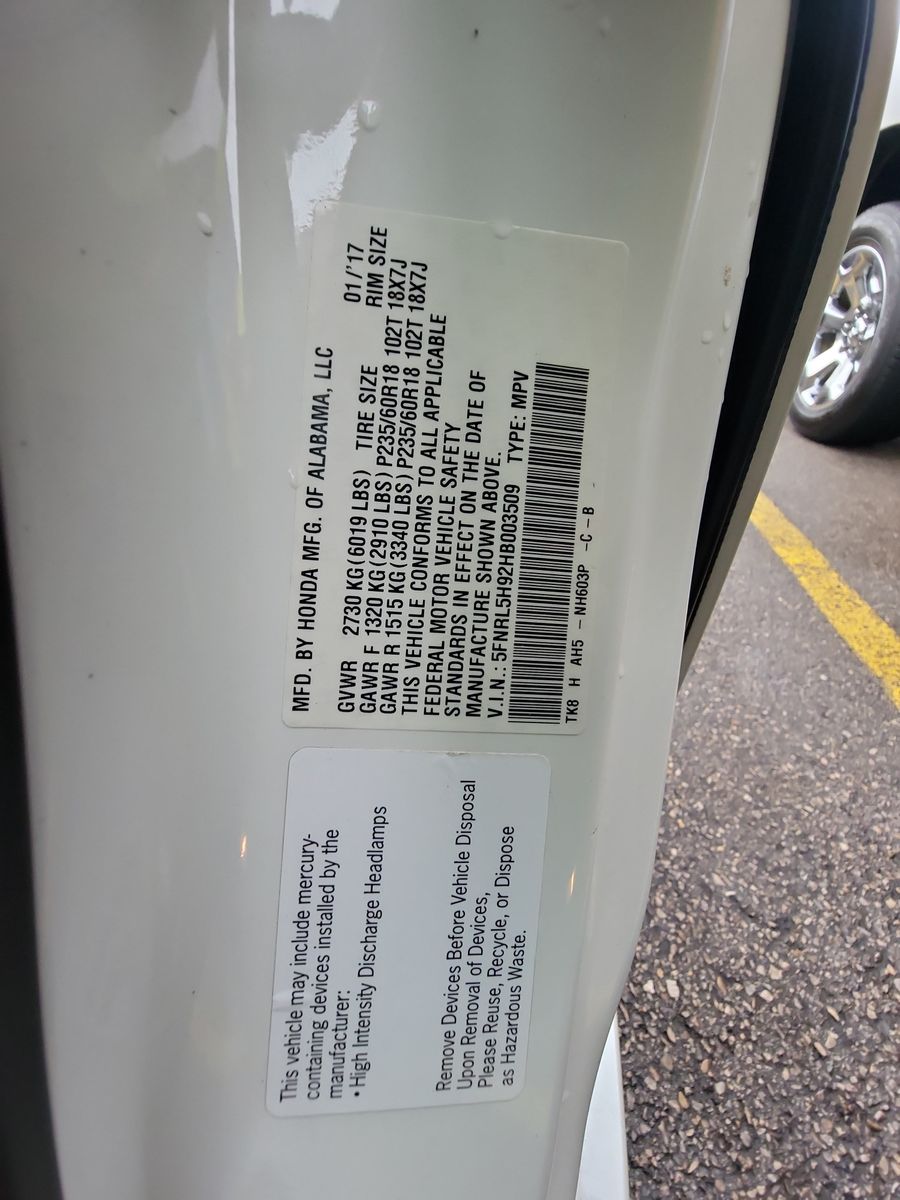 MFD. BY HONDA MFG. OF ALABAMA, LLC
01/'17
GVWR 2730 KG(6019 LBS) TIRE SIZE RIM SIZE
GAWR F 1320 KG(2910 LBS) P235/60R18 102T 18X7J
GAWR R 1515 KG(3340 LBS) P235/60R18 102T 18X7J
THIS VEHICLE CONFORMS TO ALL APPLICABLE
FEDERAL MOTOR VEHICLE SAFETY
STANDARDS IN EFFECT ON THE DATE OF
MANUFACTURE SHOWN ABOVE.
V.I.N.: 5FNRL5H92HB003509 TYPE: MPV
TK8 H AH5 - NH603P -C-B
This vehicle may include mercury-
containing devices installed by the
manufacturer:
• High Intensity Discharge Headlamps
Remove Devices Before Vehicle Disposal
Upon Removal of Devices,
Please Reuse, Recycle, or Dispose
as Hazardous Waste.